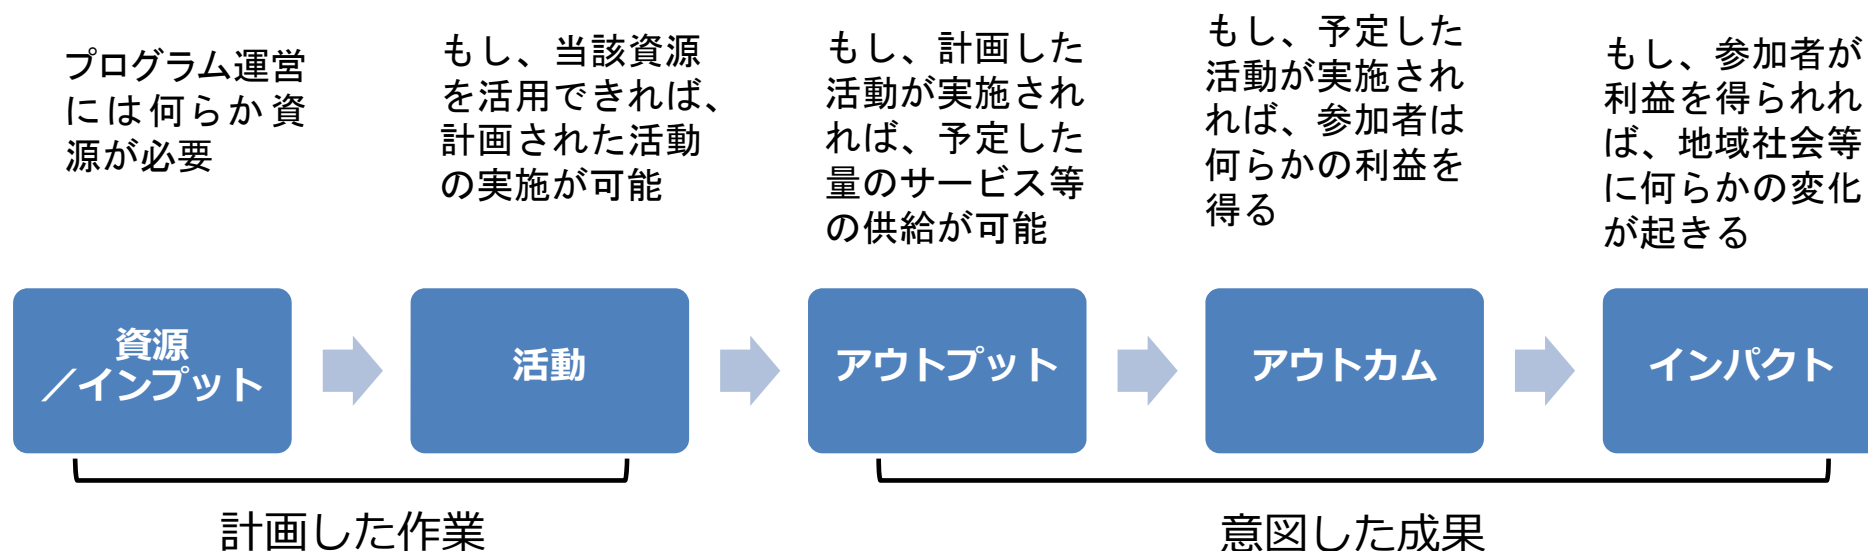 プログラム運営
には何らか資
源が必要
もし、当該資源
を活用できれば、
計画された活動
の実施が可能
もし、計画した
活動が実施され
れば、予定した
量のサービス等
の供給が可能
もし、予定した
活動が実施され
れば、参加者は
何らかの利益を
得る
もし、参加者が
利益を得られれ
ば、地域社会等
に何らかの変化
が起きる
資源
／インプット
活動
アウトプット
アウトカム
インパクト
計画した作業
意図した成果